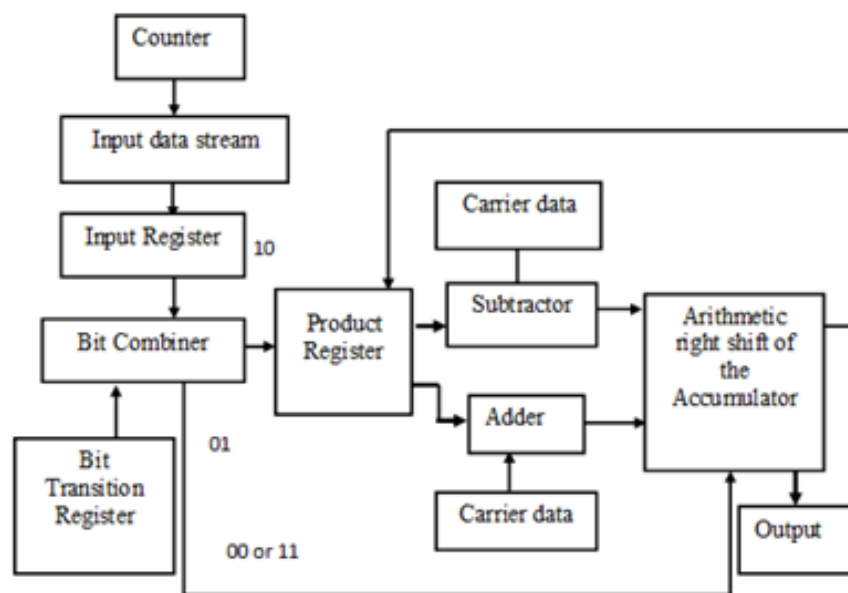 Counter
Input data stream
Input Register
10
Bit Combiner
Bit
Transition
Register
01
00 or 11
Product
Register
Carrier data
Subtractor
Adder
Carrier data
Arithmetic
right shift of
the
Accumulator
Output